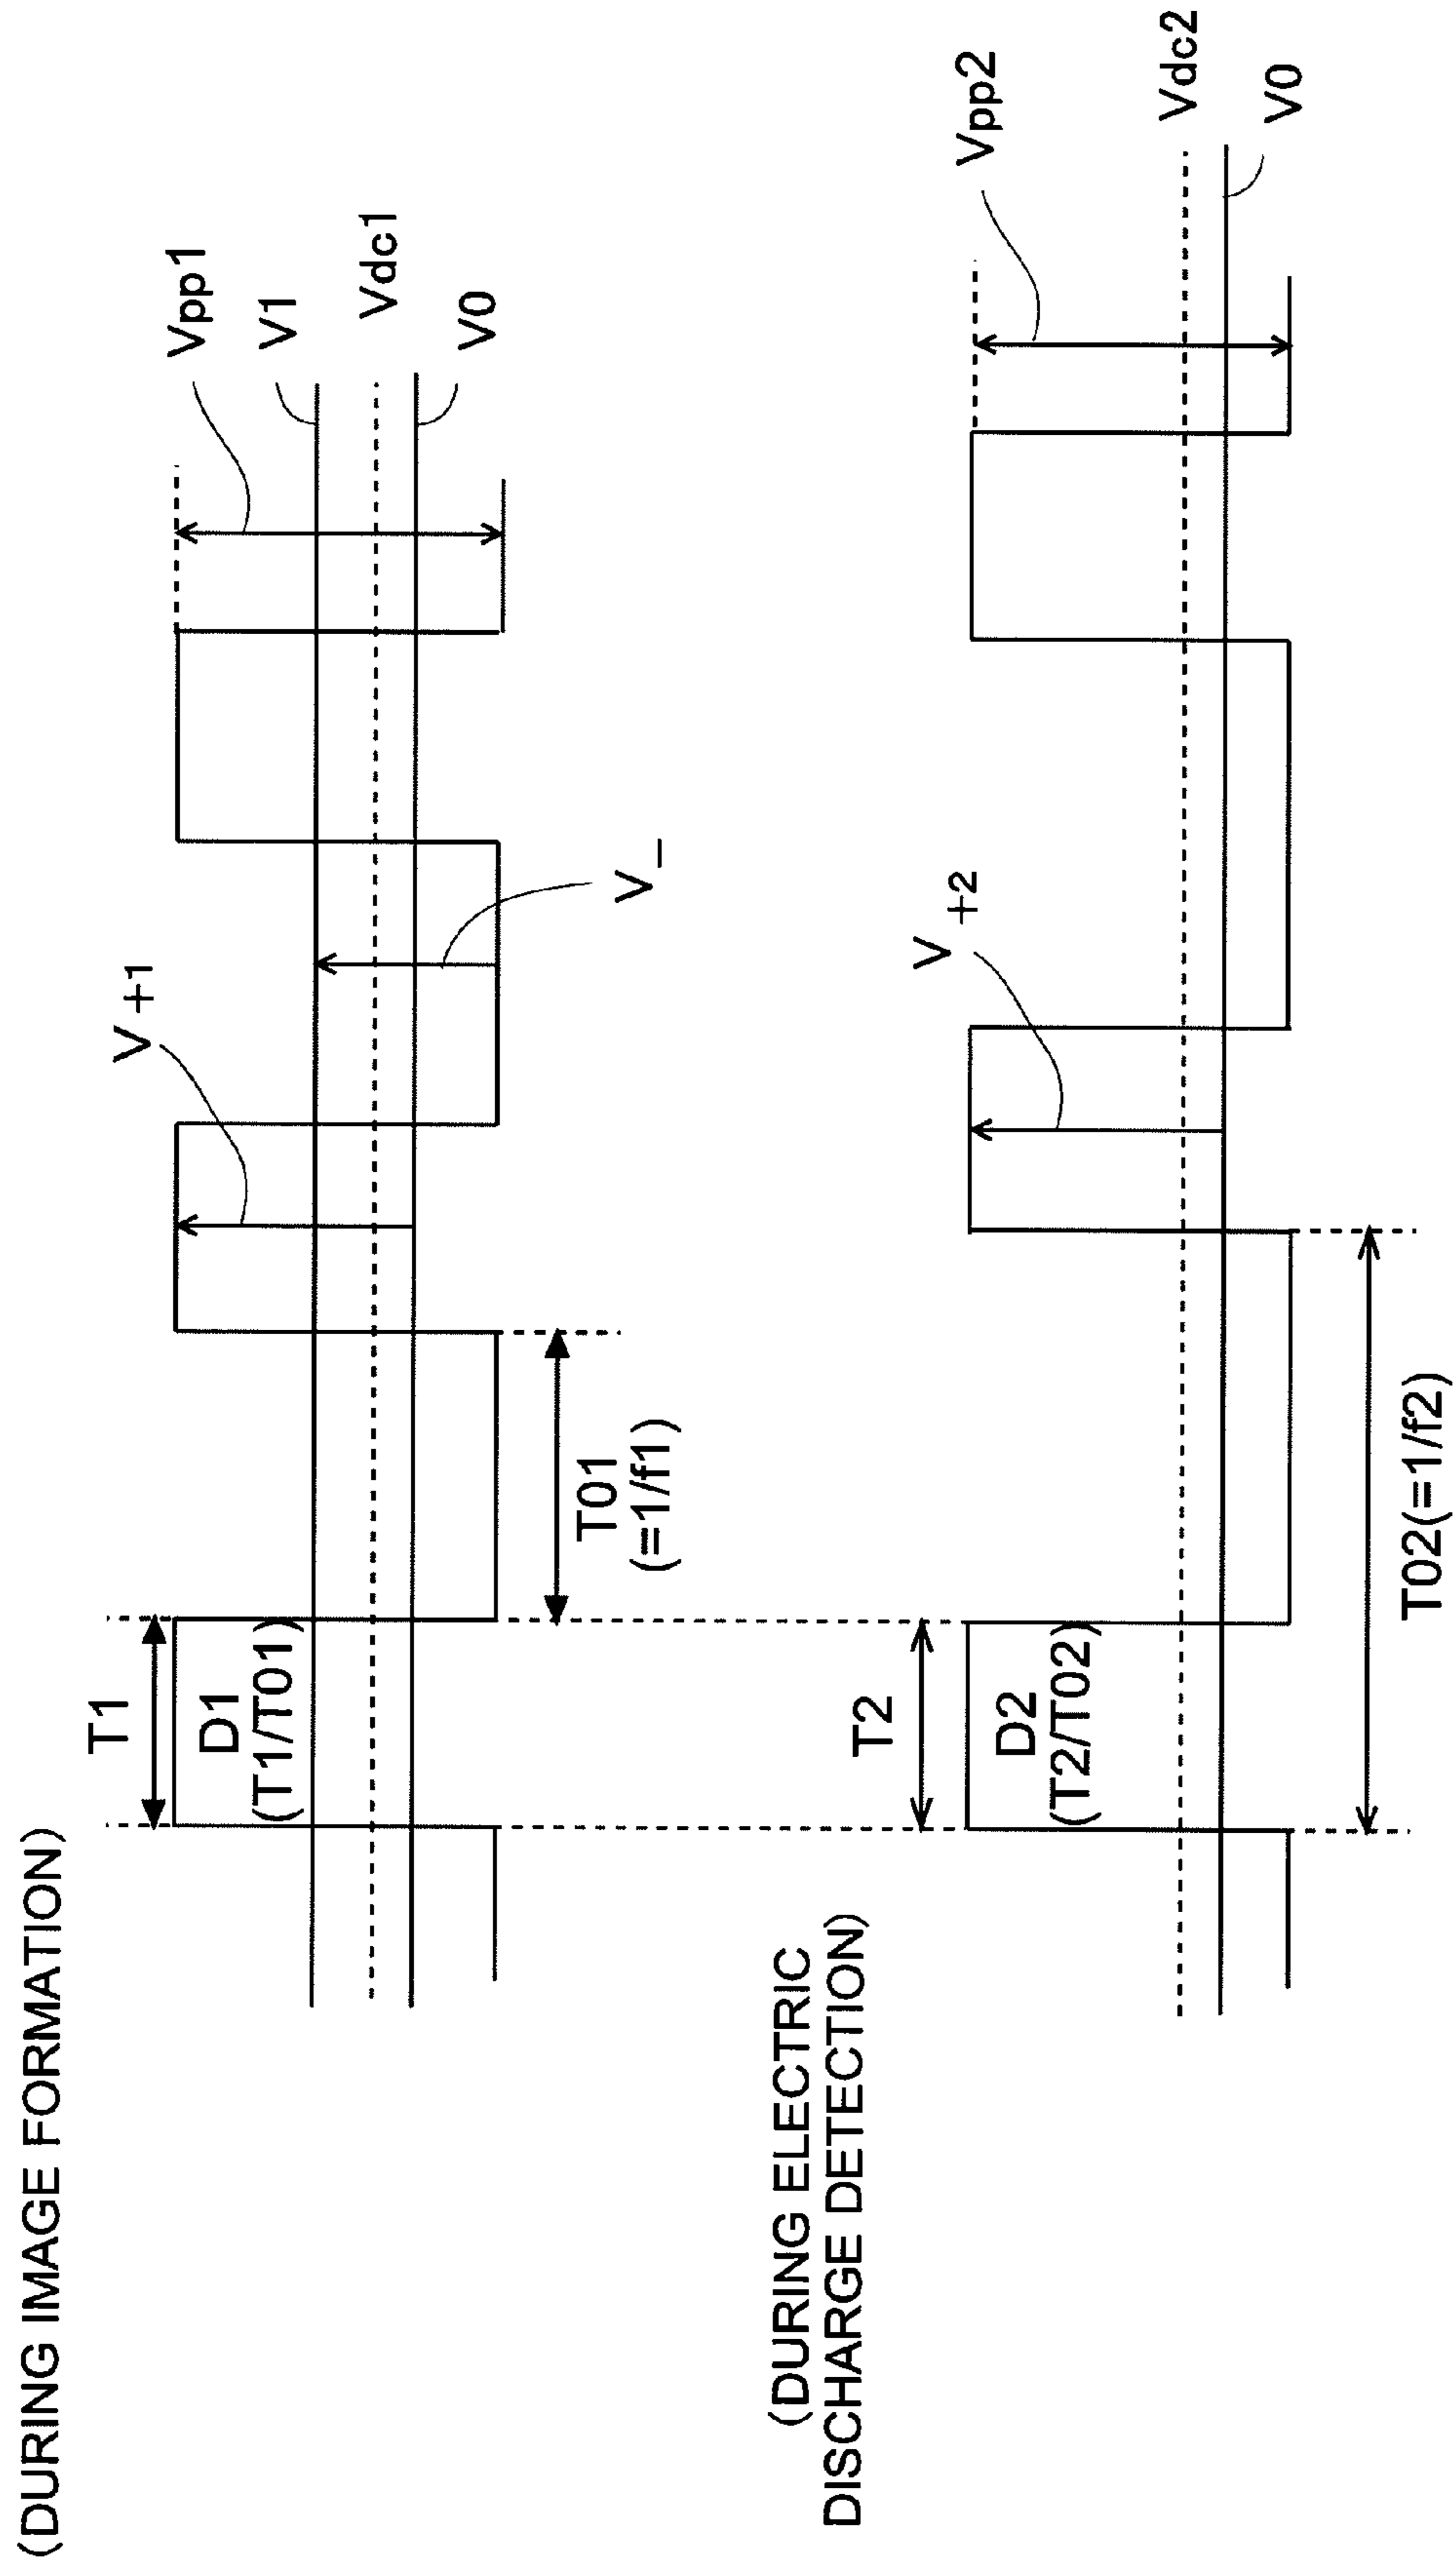 (DURING IMAGE FORMATION)
T1
D1
(T1/T01)
T01
(=1/f1)
V+1
V−
Vpp1
V1
Vdc1
V0
(DURING ELECTRIC
DISCHARGE DETECTION)
T2
D2
(T2/T02)
T02(=1/f2)
V+2
Vpp2
Vdc2
V0